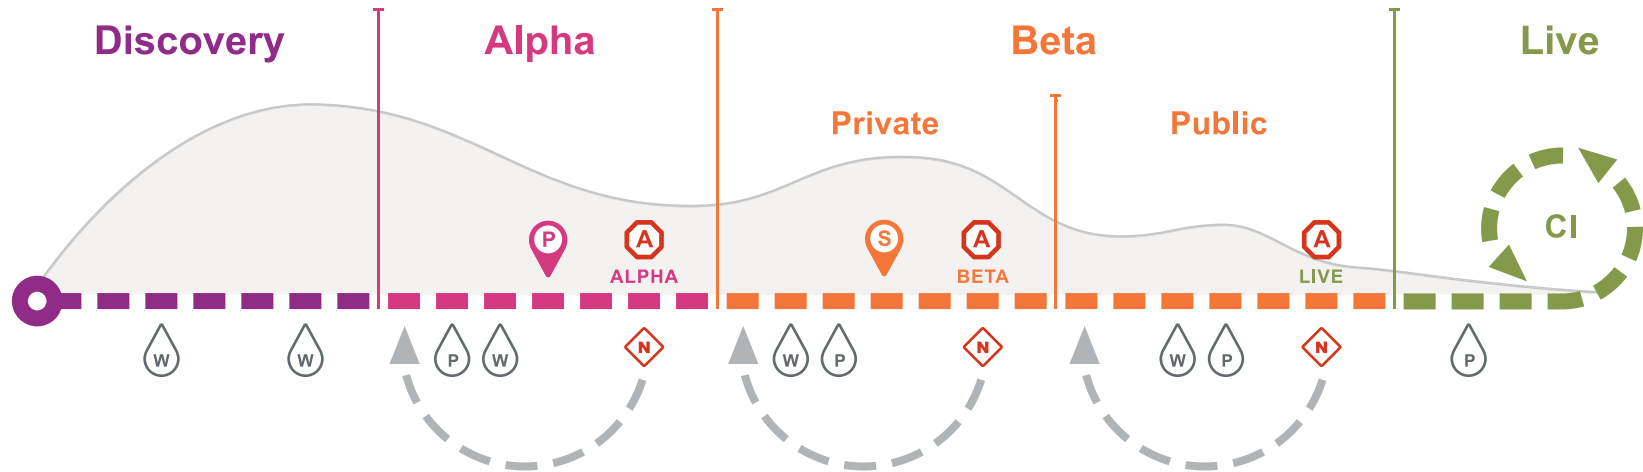 Discovery
Alpha
Beta
Live
Private
Public
CI
P
A
S
A
A
ALPHA
BETA
LIVE
W
W
P
W
N
W
P
N
W
P
N
P